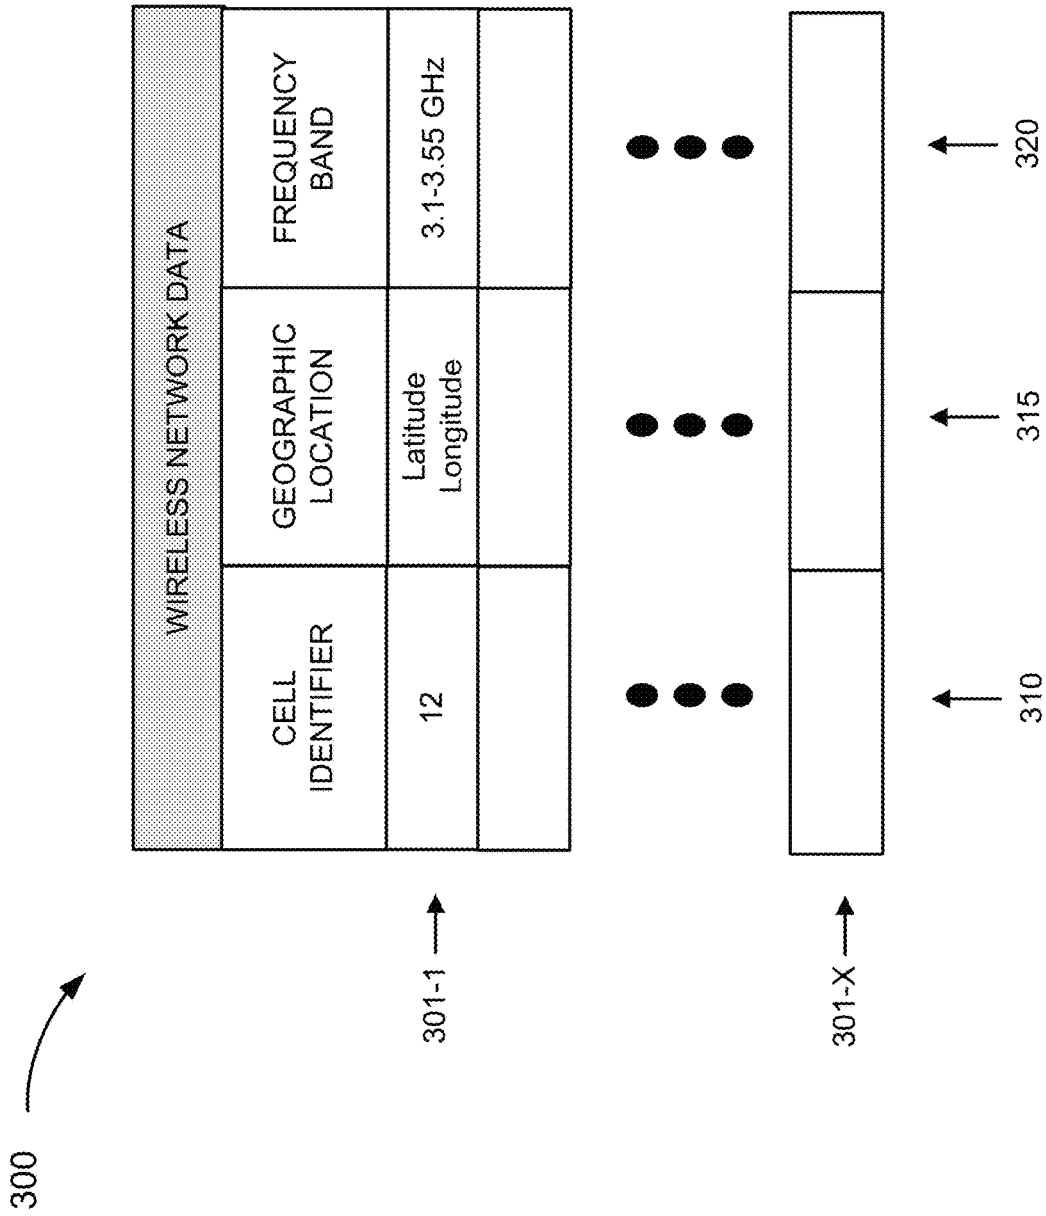 300
WIRELESS NETWORK DATA
CELL
IDENTIFIER
GEOGRAPHIC
LOCATION
FREQUENCY
BAND
301-1
12
Latitude
Longitude
3.1-3.55 GHz
301-X
310
315
320